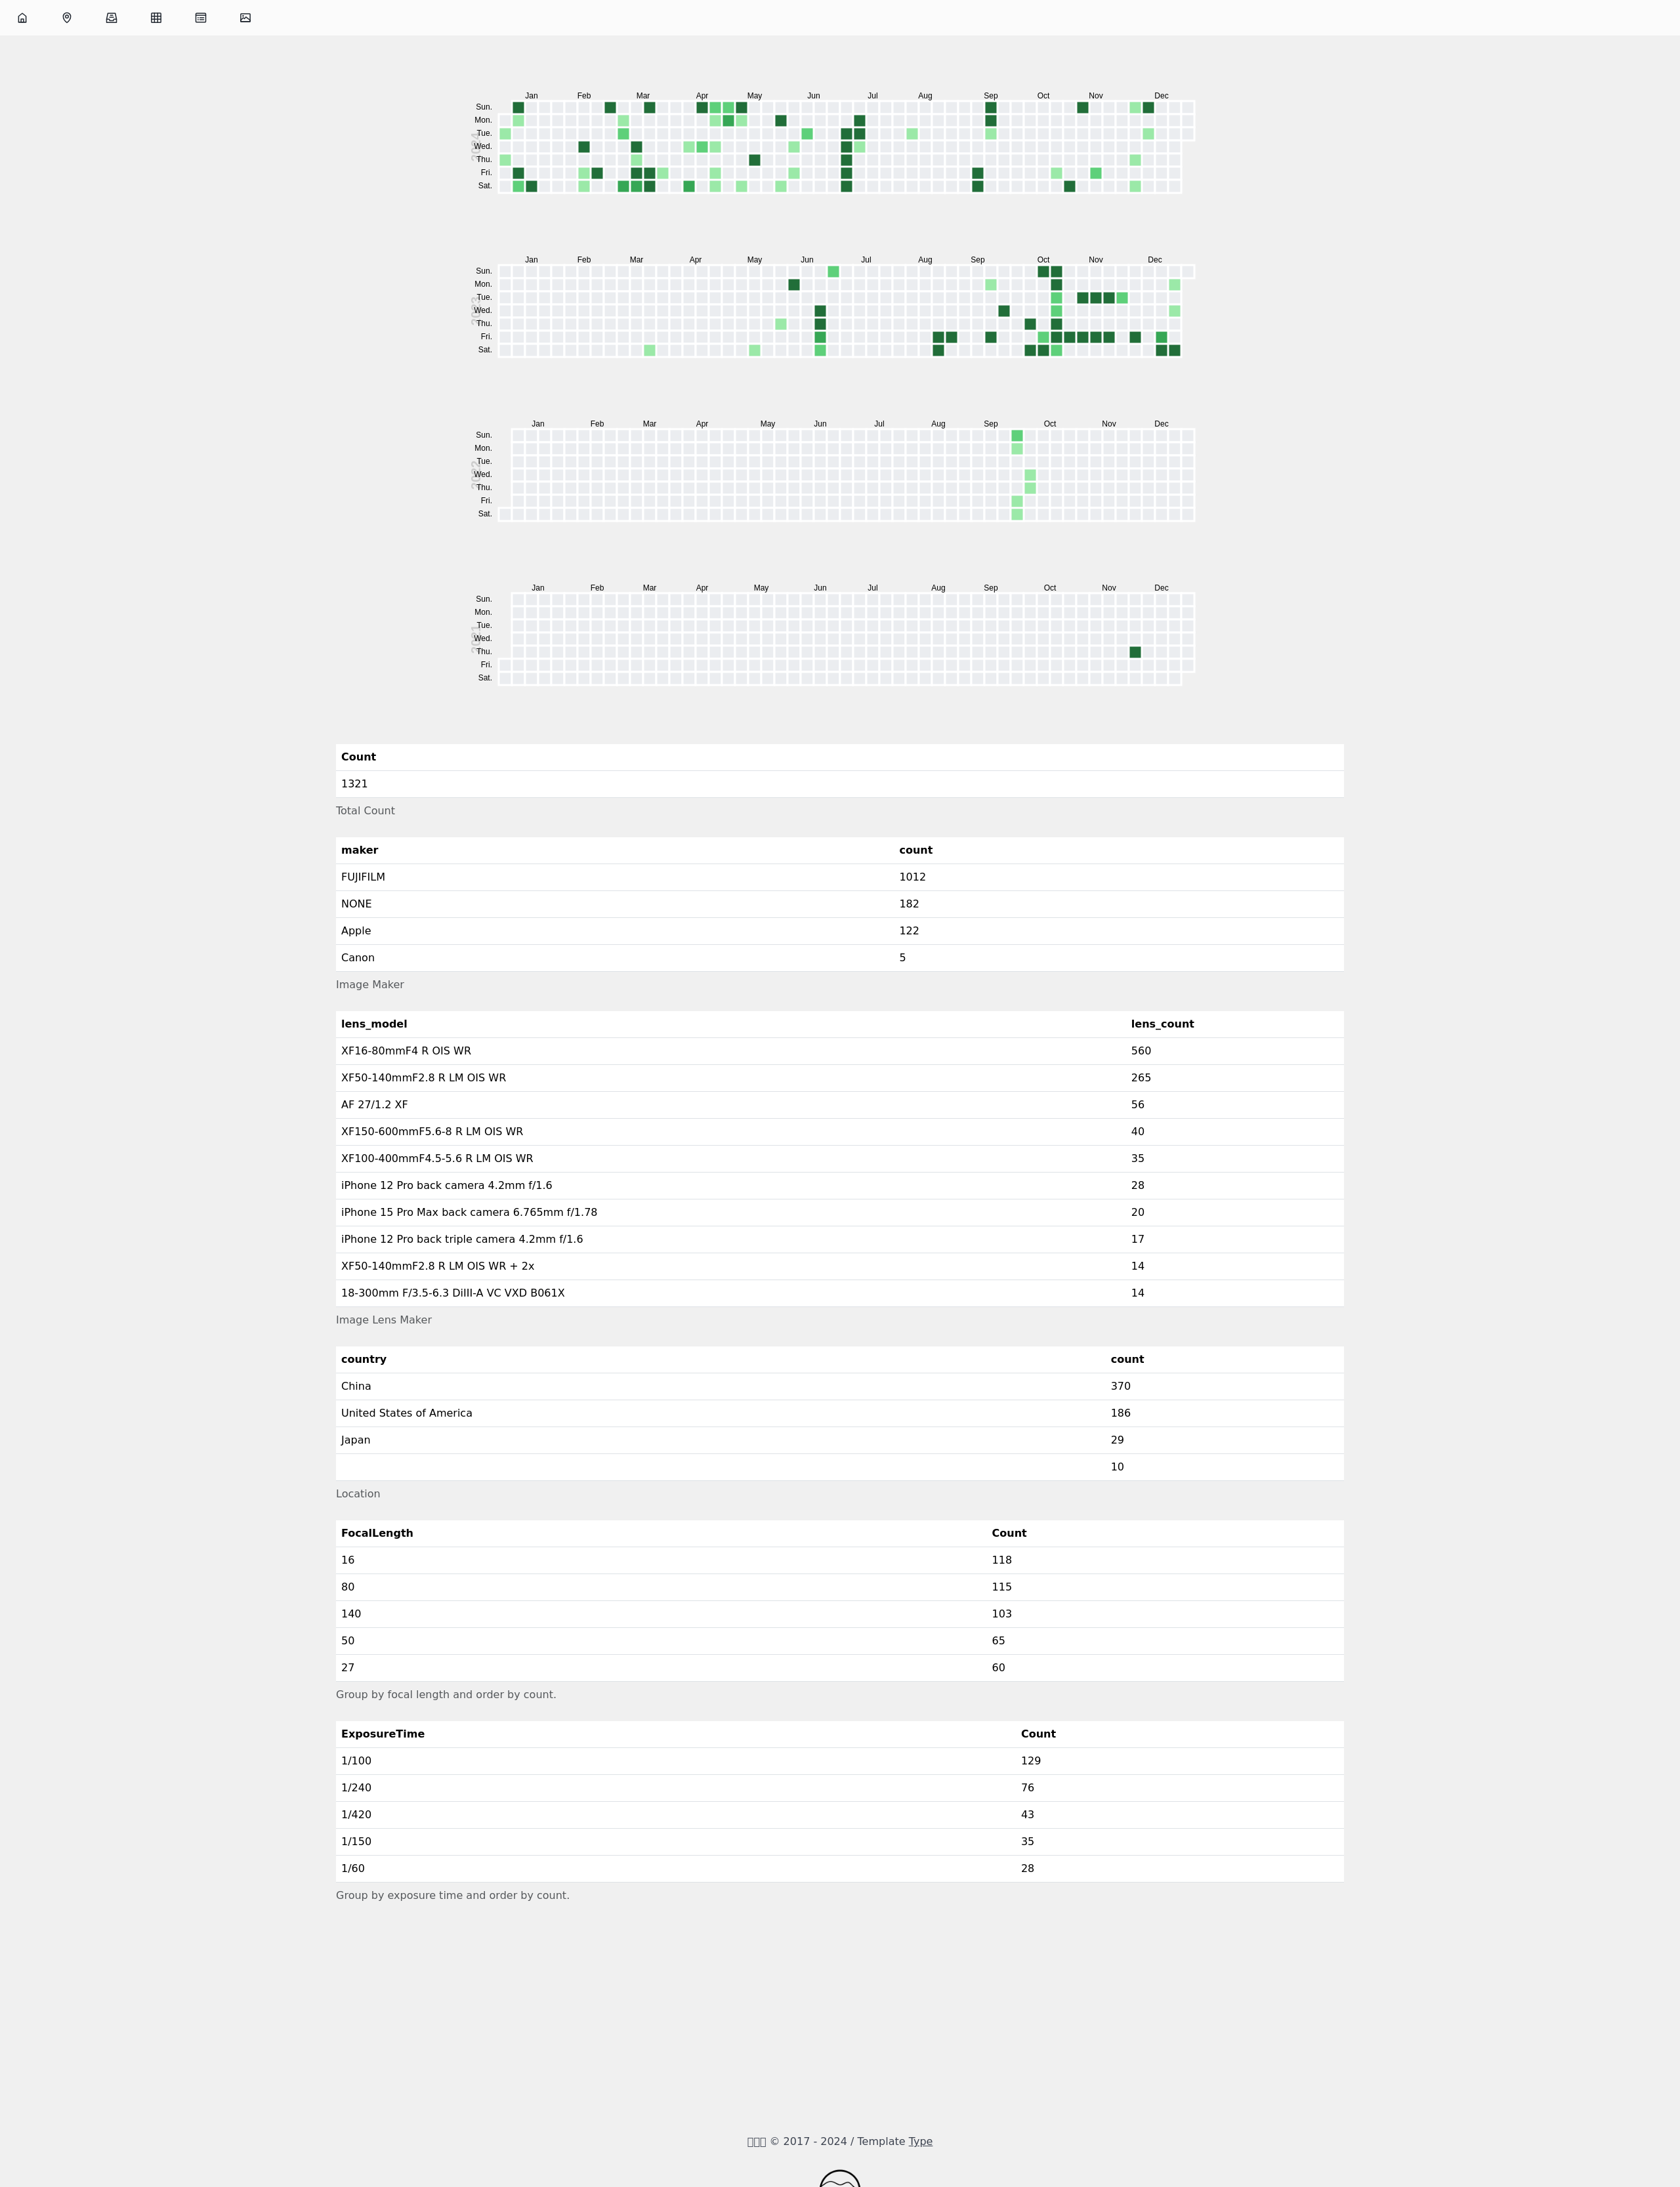 Jan Feb Mar Apr May Jun Jul Aug Sep Oct Nov Dec
2024
Sun.
Mon.
Tue.
Wed.
Thu.
Fri.
Sat.
Jan Feb Mar Apr May Jun Jul Aug Sep Oct Nov Dec
2023
Sun.
Mon.
Tue.
Wed.
Thu.
Fri.
Sat.
Jan Feb Mar Apr May Jun Jul Aug Sep Oct Nov Dec
2022
Sun.
Mon.
Tue.
Wed.
Thu.
Fri.
Sat.
Jan Feb Mar Apr May Jun Jul Aug Sep Oct Nov Dec
2021
Sun.
Mon.
Tue.
Wed.
Thu.
Fri.
Sat.
Count
1321
Total Count
maker count
FUJIFILM 1012
NONE 182
Apple 122
Canon 5
Image Maker
lens_model lens_count
XF16-80mmF4 R OIS WR 560
XF50-140mmF2.8 R LM OIS WR 265
AF 27/1.2 XF 56
XF150-600mmF5.6-8 R LM OIS WR 40
XF100-400mmF4.5-5.6 R LM OIS WR 35
iPhone 12 Pro back camera 4.2mm f/1.6 28
iPhone 15 Pro Max back camera 6.765mm f/1.78 20
iPhone 12 Pro back triple camera 4.2mm f/1.6 17
XF50-140mmF2.8 R LM OIS WR + 2x 14
18-300mm F/3.5-6.3 DiIII-A VC VXD B061X 14
Image Lens Maker
country count
China 370
United States of America 186
Japan 29
10
Location
FocalLength Count
16 118
80 115
140 103
50 65
27 60
Group by focal length and order by count.
ExposureTime Count
1/100 129
1/240 76
1/420 43
1/150 35
1/60 28
Group by exposure time and order by count.
© 2017 - 2024 / Template Type